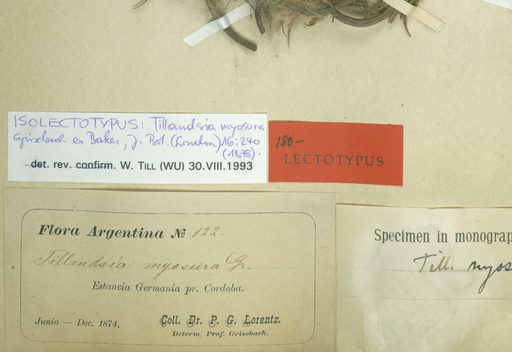 ISOLECTOTYPUS: Tillandsia myosura
Grisebach ex Baker, J. Bot. (London) 16: 240
(1878).
det. rev. confirm. W. TILL (WU) 30.VIII.1993
180-
LECTOTYPUS
Flora Argentina № 122.
Tillandsia myosura Gr.
Estancia Germania pr. Cordoba.
Junio — Dec. 1874.
Coll. Dr. P. G. Lorentz.
Determ. Prof. Grisebach.
Specimen in monograp
Till. myos